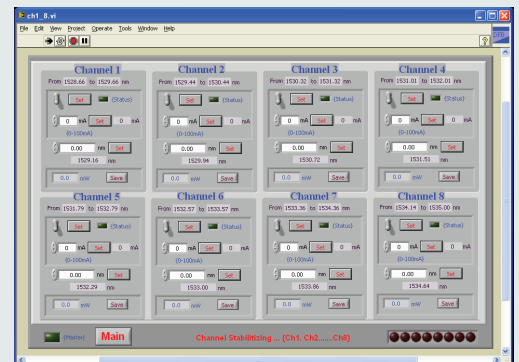 ch1_8.vi
File Edit View Project Operate Tools Window Help
Channel 1
From 1528.66 to 1529.66 nm
Set (Status)
0 mA Set 0 mA
(0-100mA)
0.00 nm Set
1529.16 nm
0.0 mW Save
Channel 2
From 1529.44 to 1530.44 nm
Set (Status)
0 mA Set 0 mA
(0-100mA)
0.00 nm Set
1529.94 nm
0.0 mW Save
Channel 3
From 1530.32 to 1531.32 nm
Set (Status)
0 mA Set 0 mA
(0-100mA)
0.00 nm Set
1530.72 nm
0.0 mW Save
Channel 4
From 1531.01 to 1532.01 nm
Set (Status)
0 mA Set 0 mA
(0-100mA)
0.00 nm Set
1531.51 nm
0.0 mW Save
Channel 5
From 1531.79 to 1532.79 nm
Set (Status)
0 mA Set 0 mA
(0-100mA)
0.00 nm Set
1532.29 nm
0.0 mW Save
Channel 6
From 1532.57 to 1533.57 nm
Set (Status)
0 mA Set 0 mA
(0-100mA)
0.00 nm Set
1533.00 nm
0.0 mW Save
Channel 7
From 1533.36 to 1534.36 nm
Set (Status)
0 mA Set 0 mA
(0-100mA)
0.00 nm Set
1533.86 nm
0.0 mW Save
Channel 8
From 1534.14 to 1535.00 nm
Set (Status)
0 mA Set 0 mA
(0-100mA)
0.00 nm Set
1534.64 nm
0.0 mW Save
(Master) Main Channel Stabilitizing ... (Ch1, Ch2......Ch8)